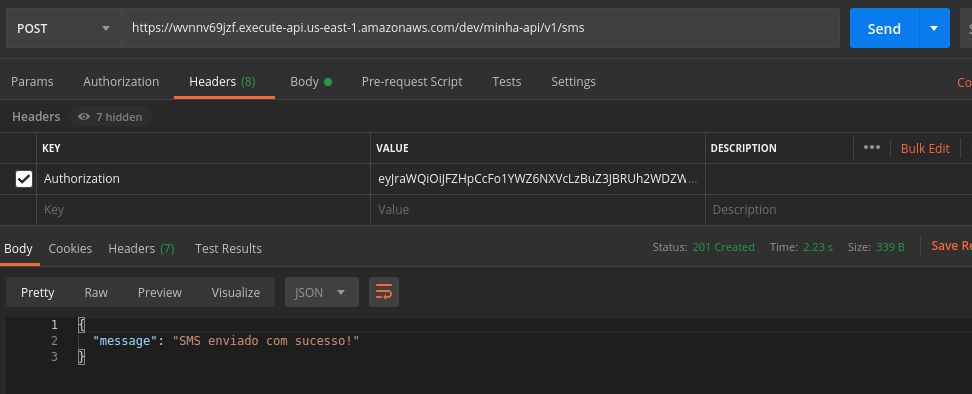 POST https://wvnnv69jzf.execute-api.us-east-1.amazonaws.com/dev/minha-api/v1/sms Send
Params Authorization Headers (8) Body Pre-request Script Tests Settings Co
Headers 7 hidden
KEY VALUE DESCRIPTION ••• Bulk Edit
Authorization eyJraWQiOiJFZHpCcFo1YWZ6NXVcLzBuZ3JBRUh2WDZW...
Key Value Description
Body Cookies Headers (7) Test Results Status: 201 Created Time: 2.23 s Size: 339 B Save Re
Pretty Raw Preview Visualize JSON
1 {
2 "message": "SMS enviado com sucesso!"
3 }